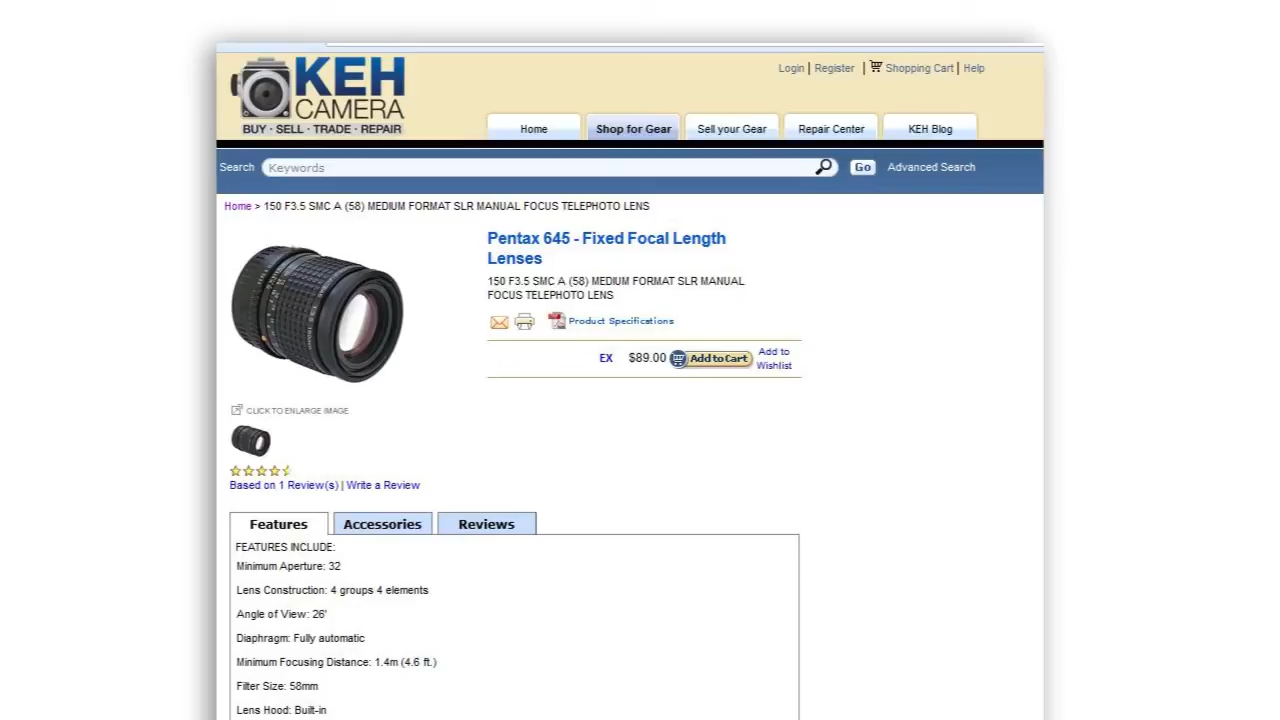 KEH
CAMERA
BUY · SELL · TRADE · REPAIR
Login | Register | Shopping Cart | Help
Home
Shop for Gear
Sell your Gear
Repair Center
KEH Blog
Search Keywords Go Advanced Search
Home > 150 F3.5 SMC A (58) MEDIUM FORMAT SLR MANUAL FOCUS TELEPHOTO LENS
Pentax 645 - Fixed Focal Length
Lenses
150 F3.5 SMC A (58) MEDIUM FORMAT SLR MANUAL
FOCUS TELEPHOTO LENS
Product Specifications
EX $89.00 Add to Cart Add to
Wishlist
CLICK TO ENLARGE IMAGE
Based on 1 Review(s) | Write a Review
Features Accessories Reviews
FEATURES INCLUDE:
Minimum Aperture: 32
Lens Construction: 4 groups 4 elements
Angle of View: 26'
Diaphragm: Fully automatic
Minimum Focusing Distance: 1.4m (4.6 ft.)
Filter Size: 58mm
Lens Hood: Built-in